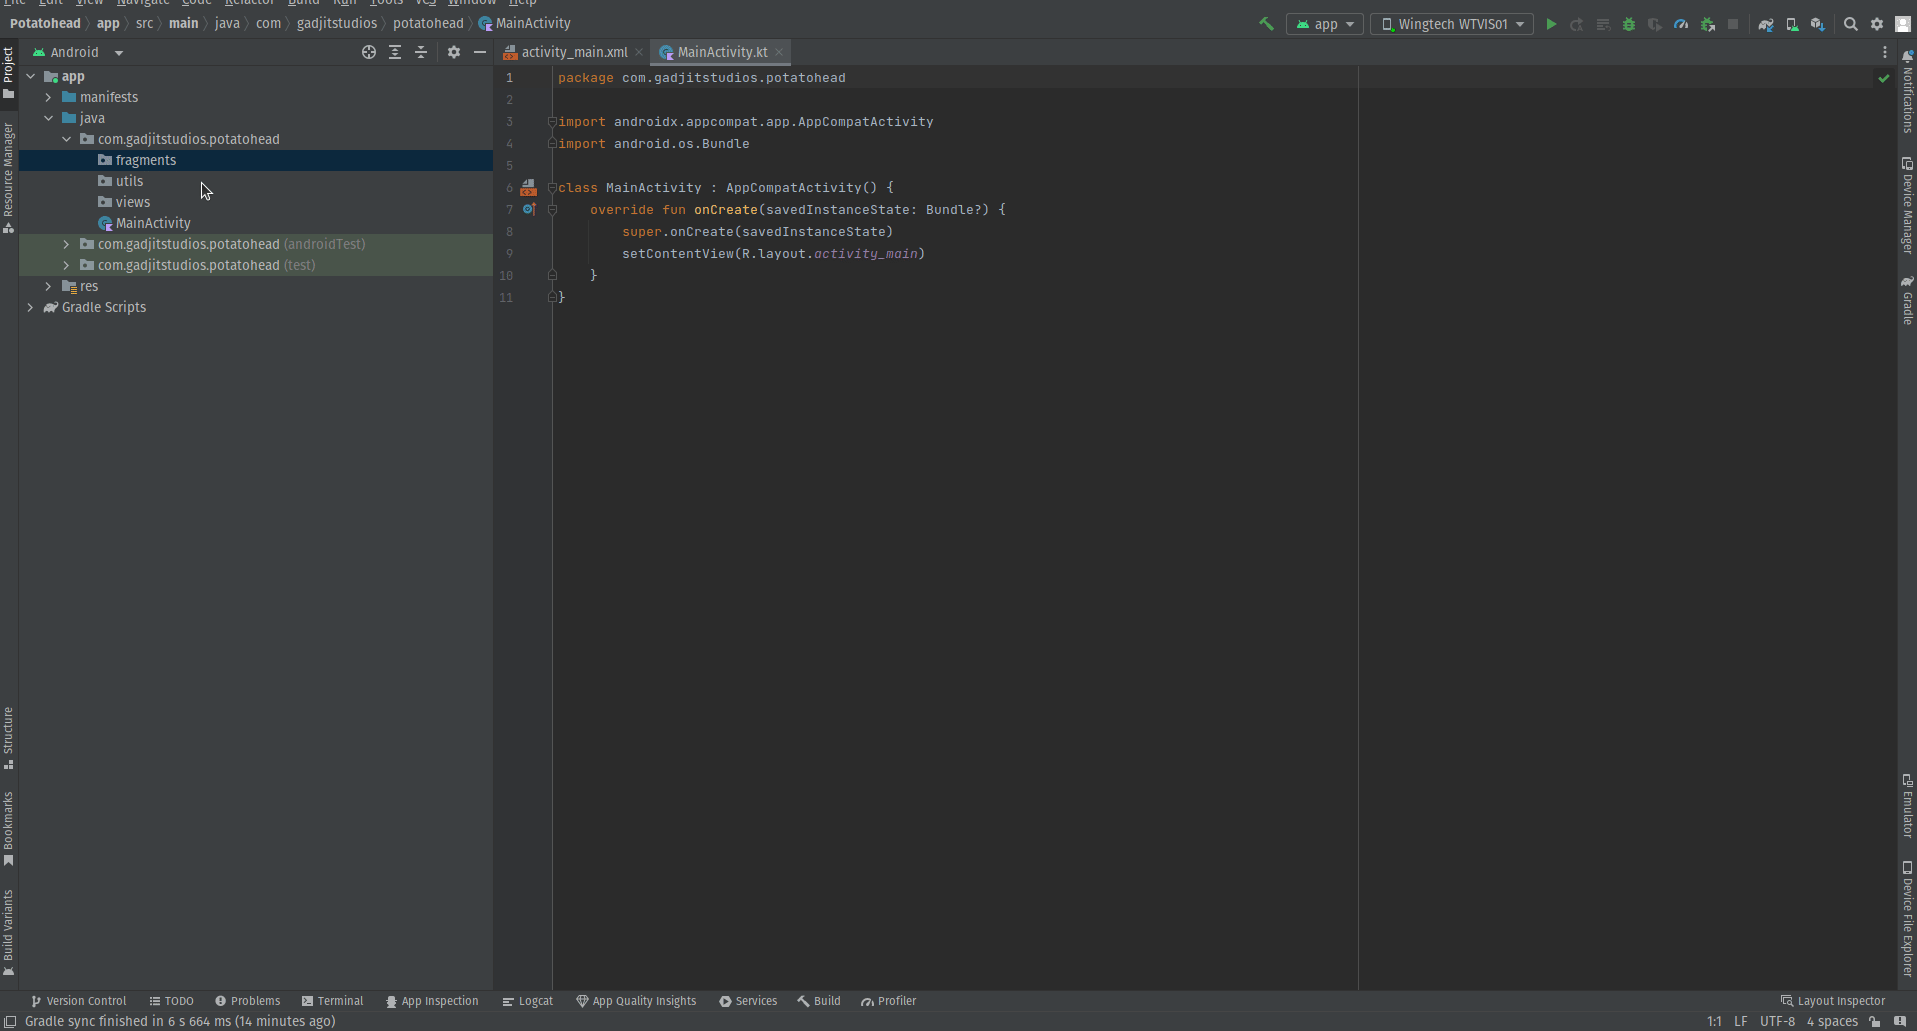 File Edit View Navigate Code Refactor Build Run Tools VCS Window Help
Potatohead app src main java com gadjitstudios potatohead MainActivity
app
Wingtech WTVIS01
Android
activity_main.xml
MainActivity.kt
Project
Resource Manager
Structure
Bookmarks
Build Variants
app
manifests
java
com.gadjitstudios.potatohead
fragments
utils
views
MainActivity
com.gadjitstudios.potatohead (androidTest)
com.gadjitstudios.potatohead (test)
res
Gradle Scripts
1 package com.gadjitstudios.potatohead
2
3 import androidx.appcompat.app.AppCompatActivity
4 import android.os.Bundle
5
6 class MainActivity : AppCompatActivity() {
7 override fun onCreate(savedInstanceState: Bundle?) {
8 super.onCreate(savedInstanceState)
9 setContentView(R.layout.activity_main)
10 }
11 }
Notifications
Device Manager
Gradle
Emulator
Device File Explorer
Version Control TODO Problems Terminal App Inspection Logcat App Quality Insights Services Build Profiler Layout Inspector
Gradle sync finished in 6 s 664 ms (14 minutes ago) 1:1 LF UTF-8 4 spaces